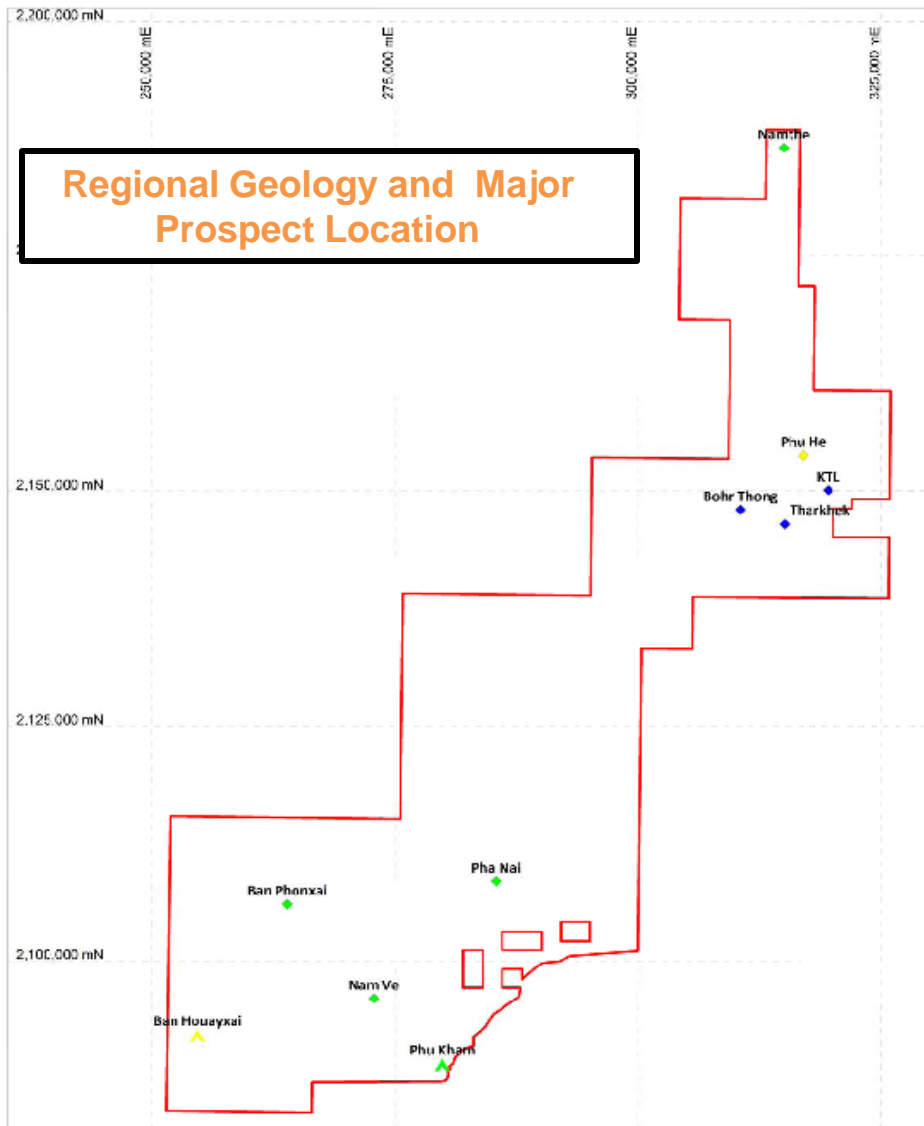 2,200,000 mN
250,000 mE
275,000 mE
300,000 mE
325,000 mE
Namthe
Regional Geology and Major
Prospect Location
Phu He
KTL
2,150,000 mN
Bohr Thong
Tharkhek
2,125,000 mN
Pha Nai
Ban Phonxai
2,100,000 mN
Nam Ve
Ban Houayxai
Phu Kham